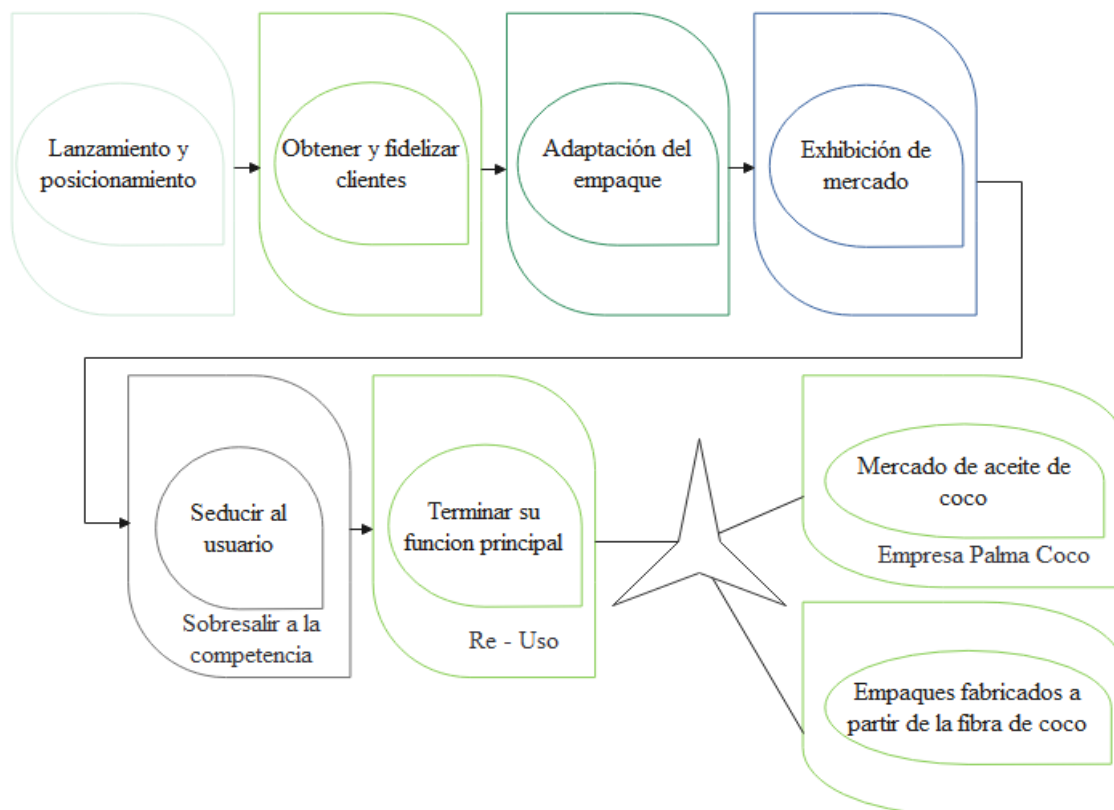 Lanzamiento y
posicionamiento
Obtener y fidelizar
clientes
Adaptación del
empaque
Exhibición de
mercado
Seducir al
usuario
Sobresalir a la
competencia
Terminar su
funcion principal
Re - Uso
Mercado de aceite de
coco
Empresa Palma Coco
Empaques fabricados a
partir de la fibra de coco